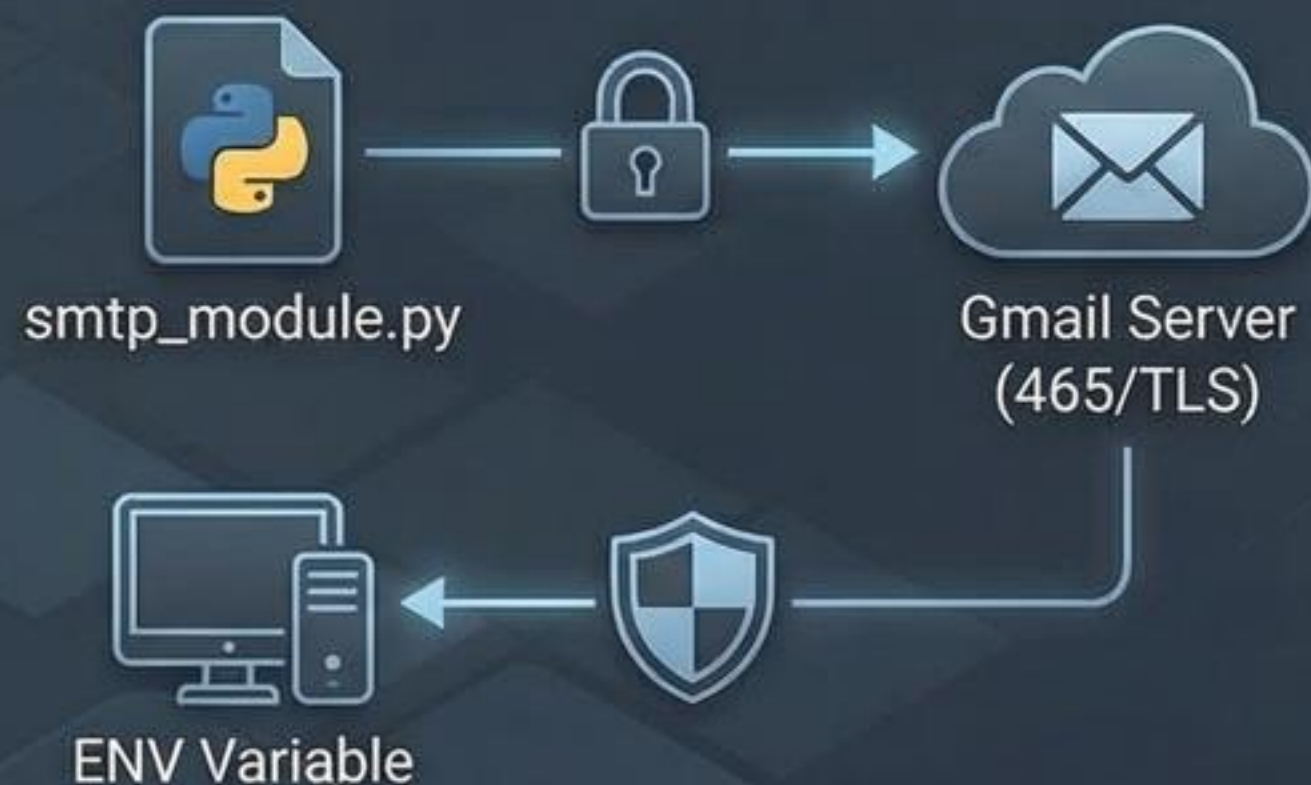 smtp_module.py
Gmail Server
(465/TLS)
ENV Variable